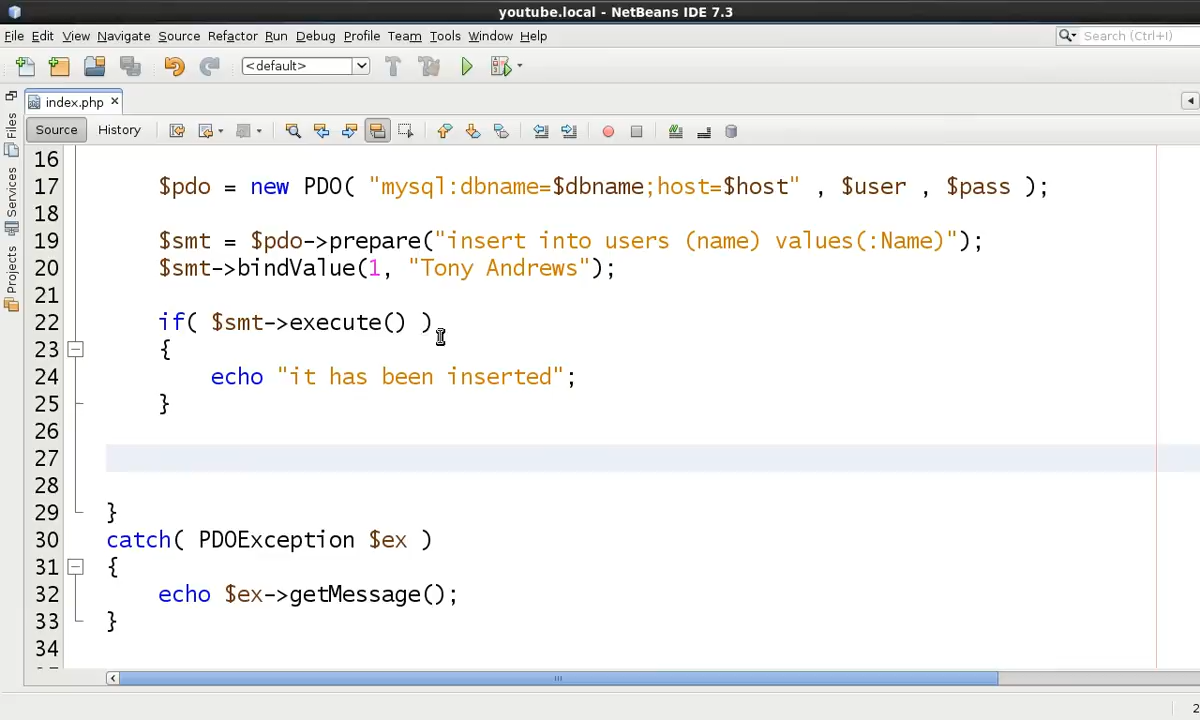 youtube.local - NetBeans IDE 7.3
File Edit View Navigate Source Refactor Run Debug Profile Team Tools Window Help
Search (Ctrl+I)
<default>
index.php
Source History
Files
Services
Projects
16
17 $pdo = new PDO( "mysql:dbname=$dbname;host=$host" , $user , $pass );
18
19 $smt = $pdo->prepare("insert into users (name) values(:Name)");
20 $smt->bindValue(1, "Tony Andrews");
21
22 if( $smt->execute() )
23 {
24 echo "it has been inserted";
25 }
26
27
28
29 }
30 catch( PDOException $ex )
31 {
32 echo $ex->getMessage();
33 }
34
2